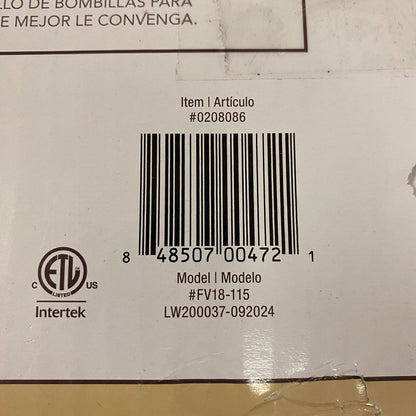 LLO DE BOMBILLAS PARA
E MEJOR LE CONVENGA.
Item | Artículo
#0208086
8 48507 00472 1
Model | Modelo
#FV18-115
LW200037-092024
ETL
LISTED
C US
Intertek